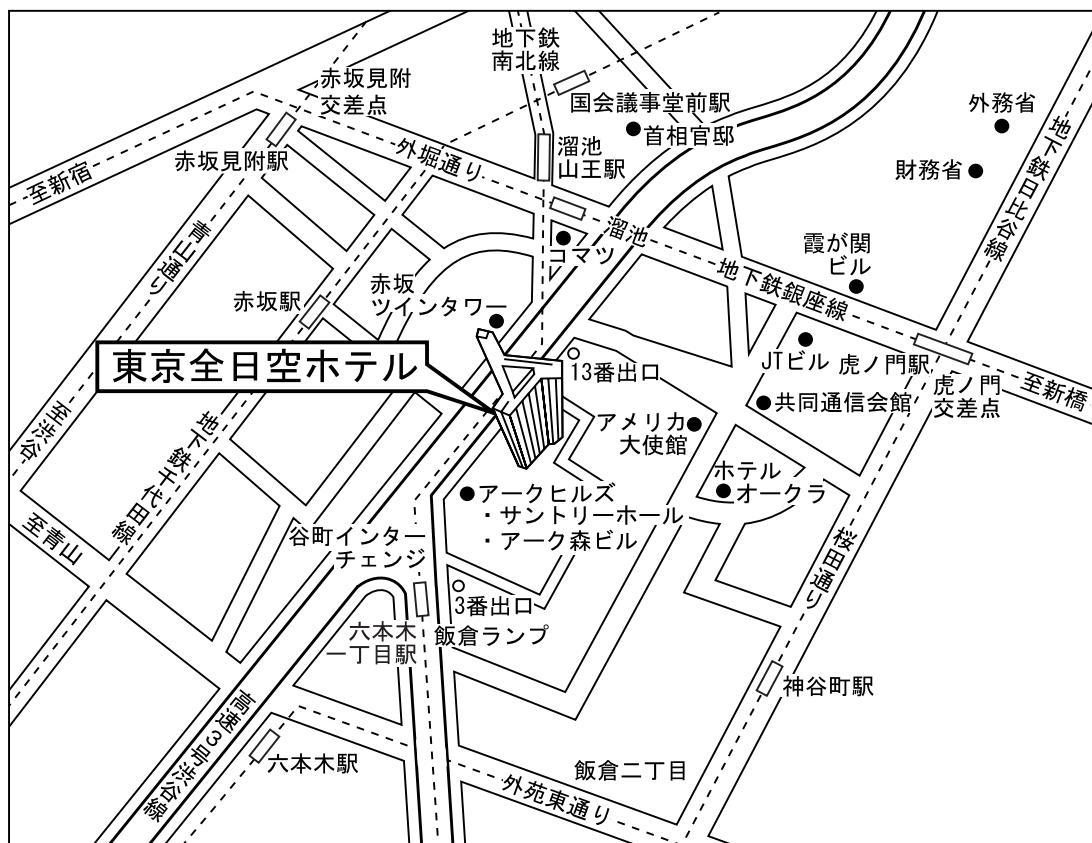 地下鉄
南北線
赤坂見附
交差点
国会議事堂前駅
首相官邸
外務省
地下鉄日比谷線
赤坂見附駅
外堀通り
溜池
山王駅
財務省
至新宿
青山通り
溜池
コマツ
霞が関
ビル
地下鉄銀座線
赤坂駅
赤坂
ツインタワー
東京全日空ホテル
13番出口
JTビル
虎ノ門駅
虎ノ門
交差点
至新橋
共同通信会館
アメリカ
大使館
至渋谷
地下鉄千代田線
ホテル
オークラ
アークヒルズ
・サントリーホール
・アーク森ビル
至青山
谷町インター
チェンジ
桜田通り
3番出口
飯倉ランプ
六本木
一丁目駅
神谷町駅
高速3号渋谷線
六本木駅
飯倉二丁目
外苑東通り